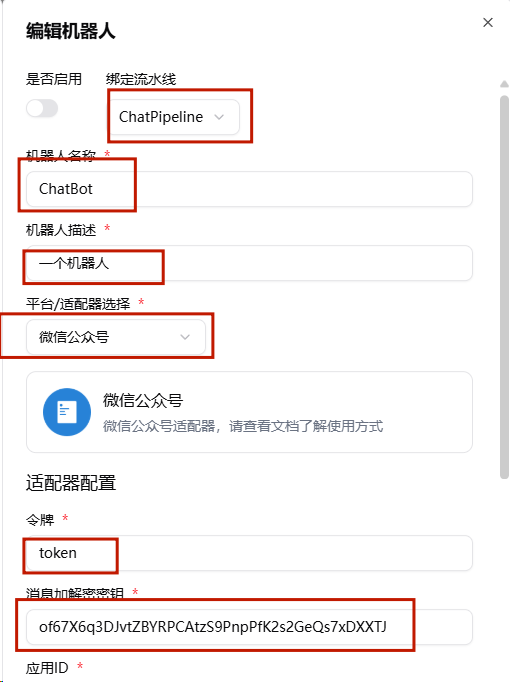 编辑机器人
是否启用 绑定流水线
ChatPipeline
机器人名称 *
ChatBot
机器人描述 *
一个机器人
平台/适配器选择 *
微信公众号
微信公众号
微信公众号适配器，请查看文档了解使用方式
适配器配置
令牌 *
token
消息加解密密钥 *
of67X6q3DJvtZBYRPCAtzS9PnpPfK2s2GeQs7xDXXTJ
应用ID *